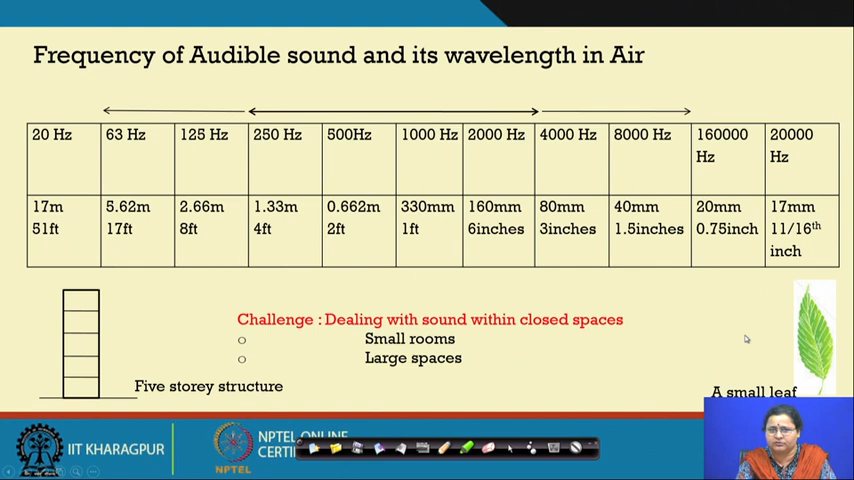 Frequency of Audible sound and its wavelength in Air
20 Hz 63 Hz 125 Hz 250 Hz 500Hz 1000 Hz 2000 Hz 4000 Hz 8000 Hz 160000 Hz 20000 Hz
17m 5.62m 2.66m 1.33m 0.662m 330mm 160mm 80mm 40mm 20mm 17mm
51ft 17ft 8ft 4ft 2ft 1ft 6inches 3inches 1.5inches 0.75inch 11/16th inch
Challenge : Dealing with sound within closed spaces
o Small rooms
o Large spaces
Five storey structure
A small leaf
IIT KHARAGPUR
NPTEL
NPTEL ONLINE